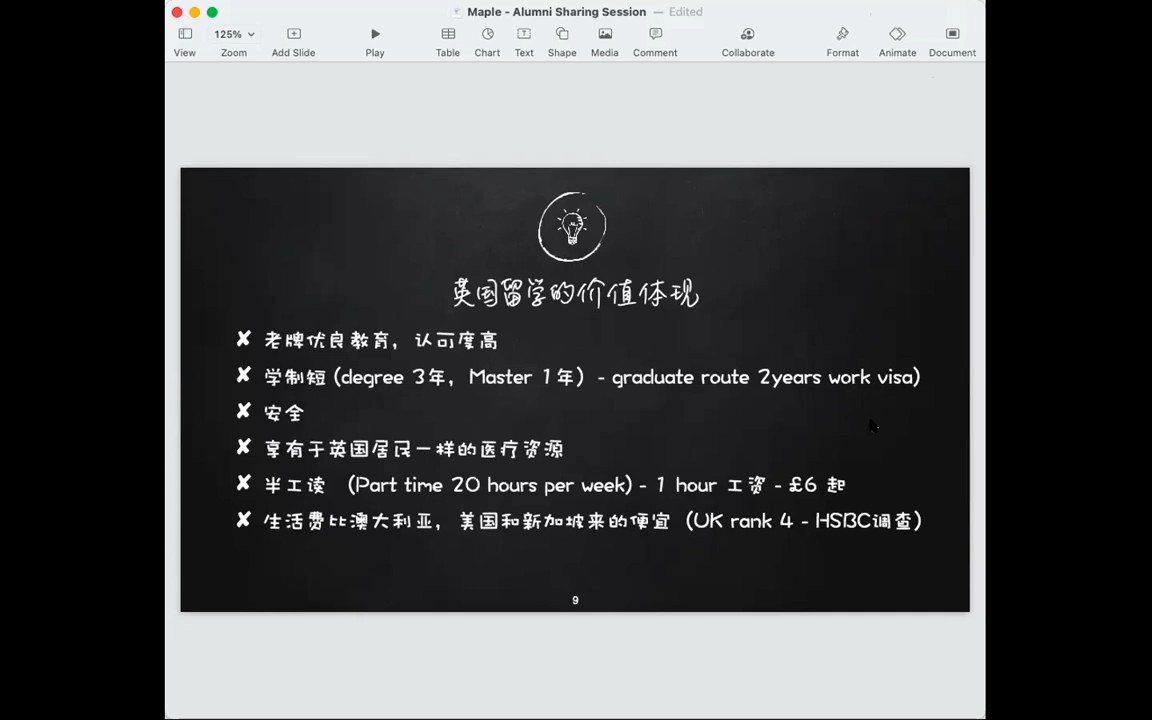 Maple - Alumni Sharing Session — Edited
View 125% Zoom Add Slide Play Table Chart Text Shape Media Comment Collaborate Format Animate Document
英国留学的价值体现
✘ 老牌优良教育，认可度高
✘ 学制短 (degree 3年，Master 1年） - graduate route 2years work visa)
✘ 安全
✘ 享有于英国居民一样的医疗资源
✘ 半工读 （Part time 20 hours per week) - 1 hour 工资 - £6 起
✘ 生活费比澳大利亚，美国和新加坡来的便宜 （UK rank 4 - HSBC调查）
9